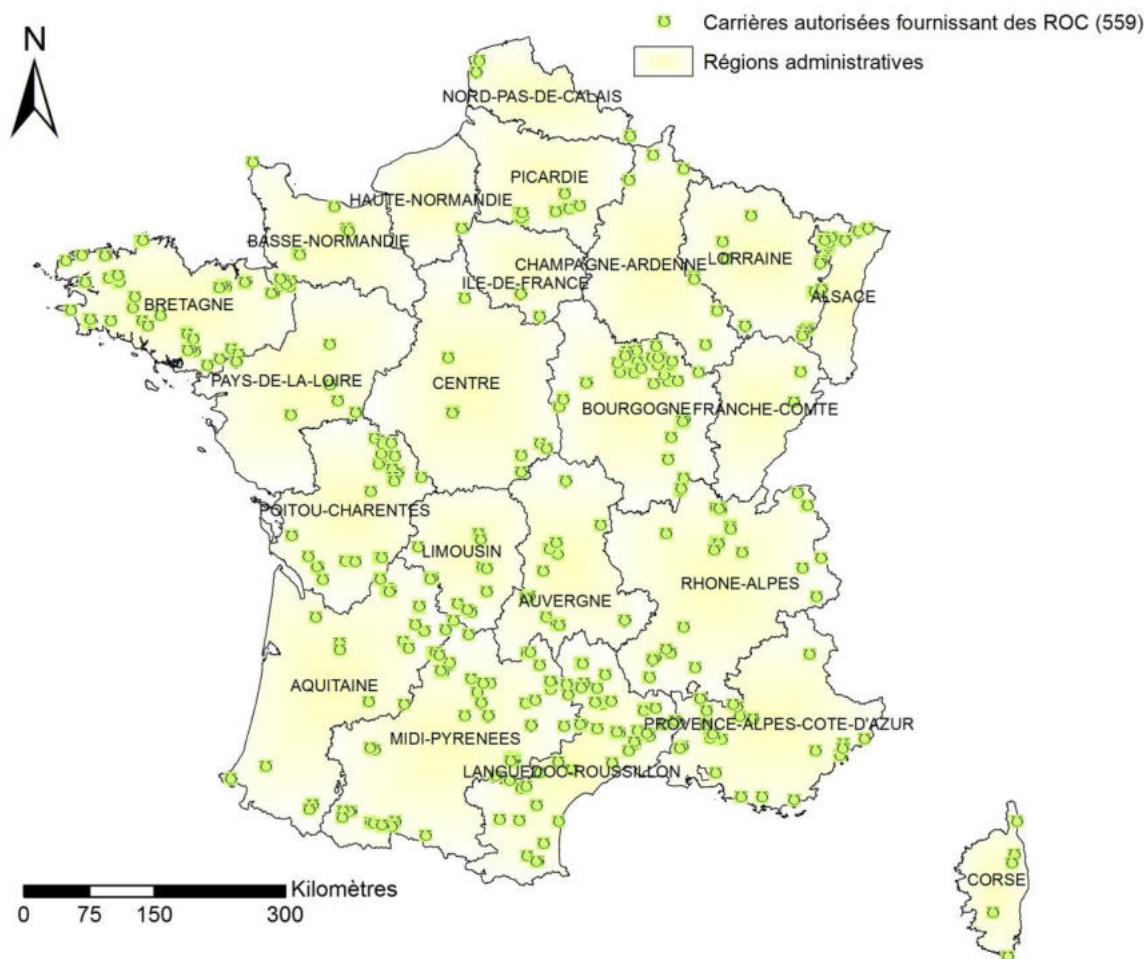 Carrières autorisées fournissant des ROC (559)
N
Régions administratives
NORD-PAS-DE-CALAIS
PICARDIE
HAUTE-NORMANDIE
BASSE-NORMANDIE
CHAMPAGNE-ARDENNE
LORRAINE
ILE-DE-FRANCE
ALSACE
BRETAGNE
PAYS-DE-LA-LOIRE
CENTRE
BOURGOGNE
FRANCHE-COMTE
POITOU-CHARENTES
LIMOUSIN
RHONE-ALPES
AUVERGNE
AQUITAINE
PROVENCE-ALPES-COTE-D'AZUR
MIDI-PYRENEES
LANGUEDOC-ROUSSILLON
CORSE
Kilomètres
0 75 150 300